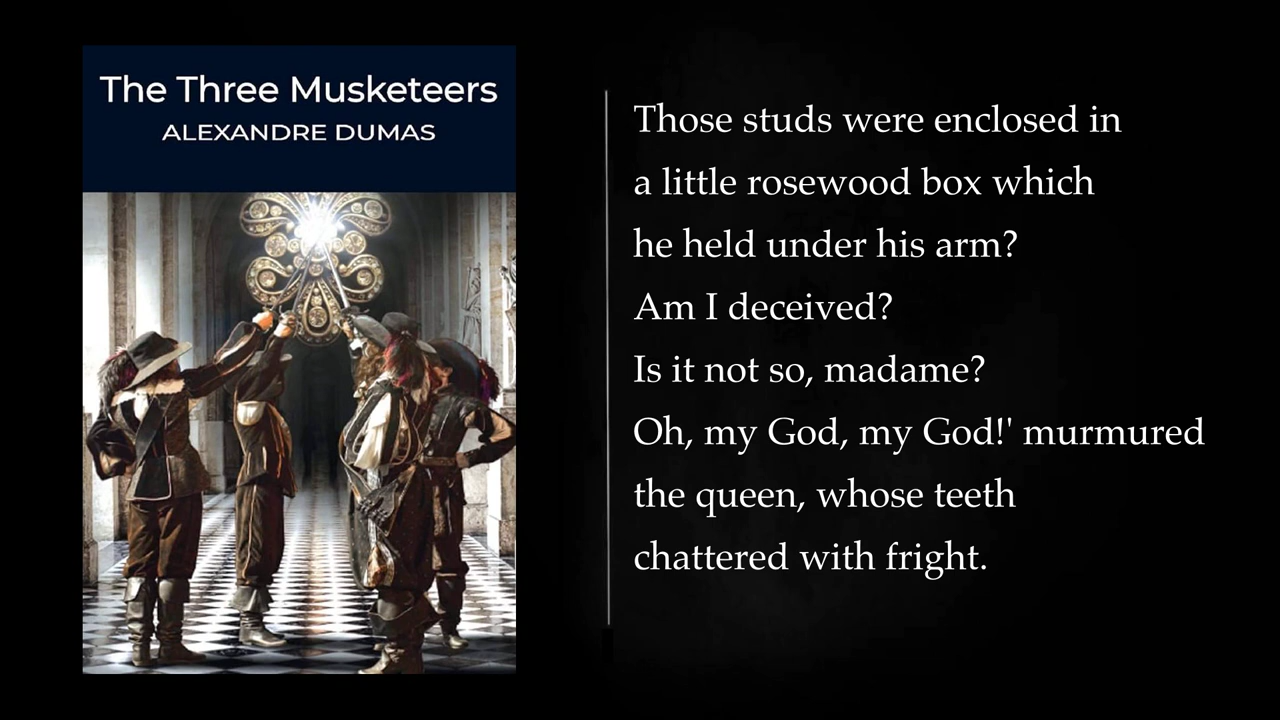 The Three Musketeers
ALEXANDRE DUMAS
Those studs were enclosed in
a little rosewood box which
he held under his arm?
Am I deceived?
Is it not so, madame?
Oh, my God, my God!' murmured
the queen, whose teeth
chattered with fright.